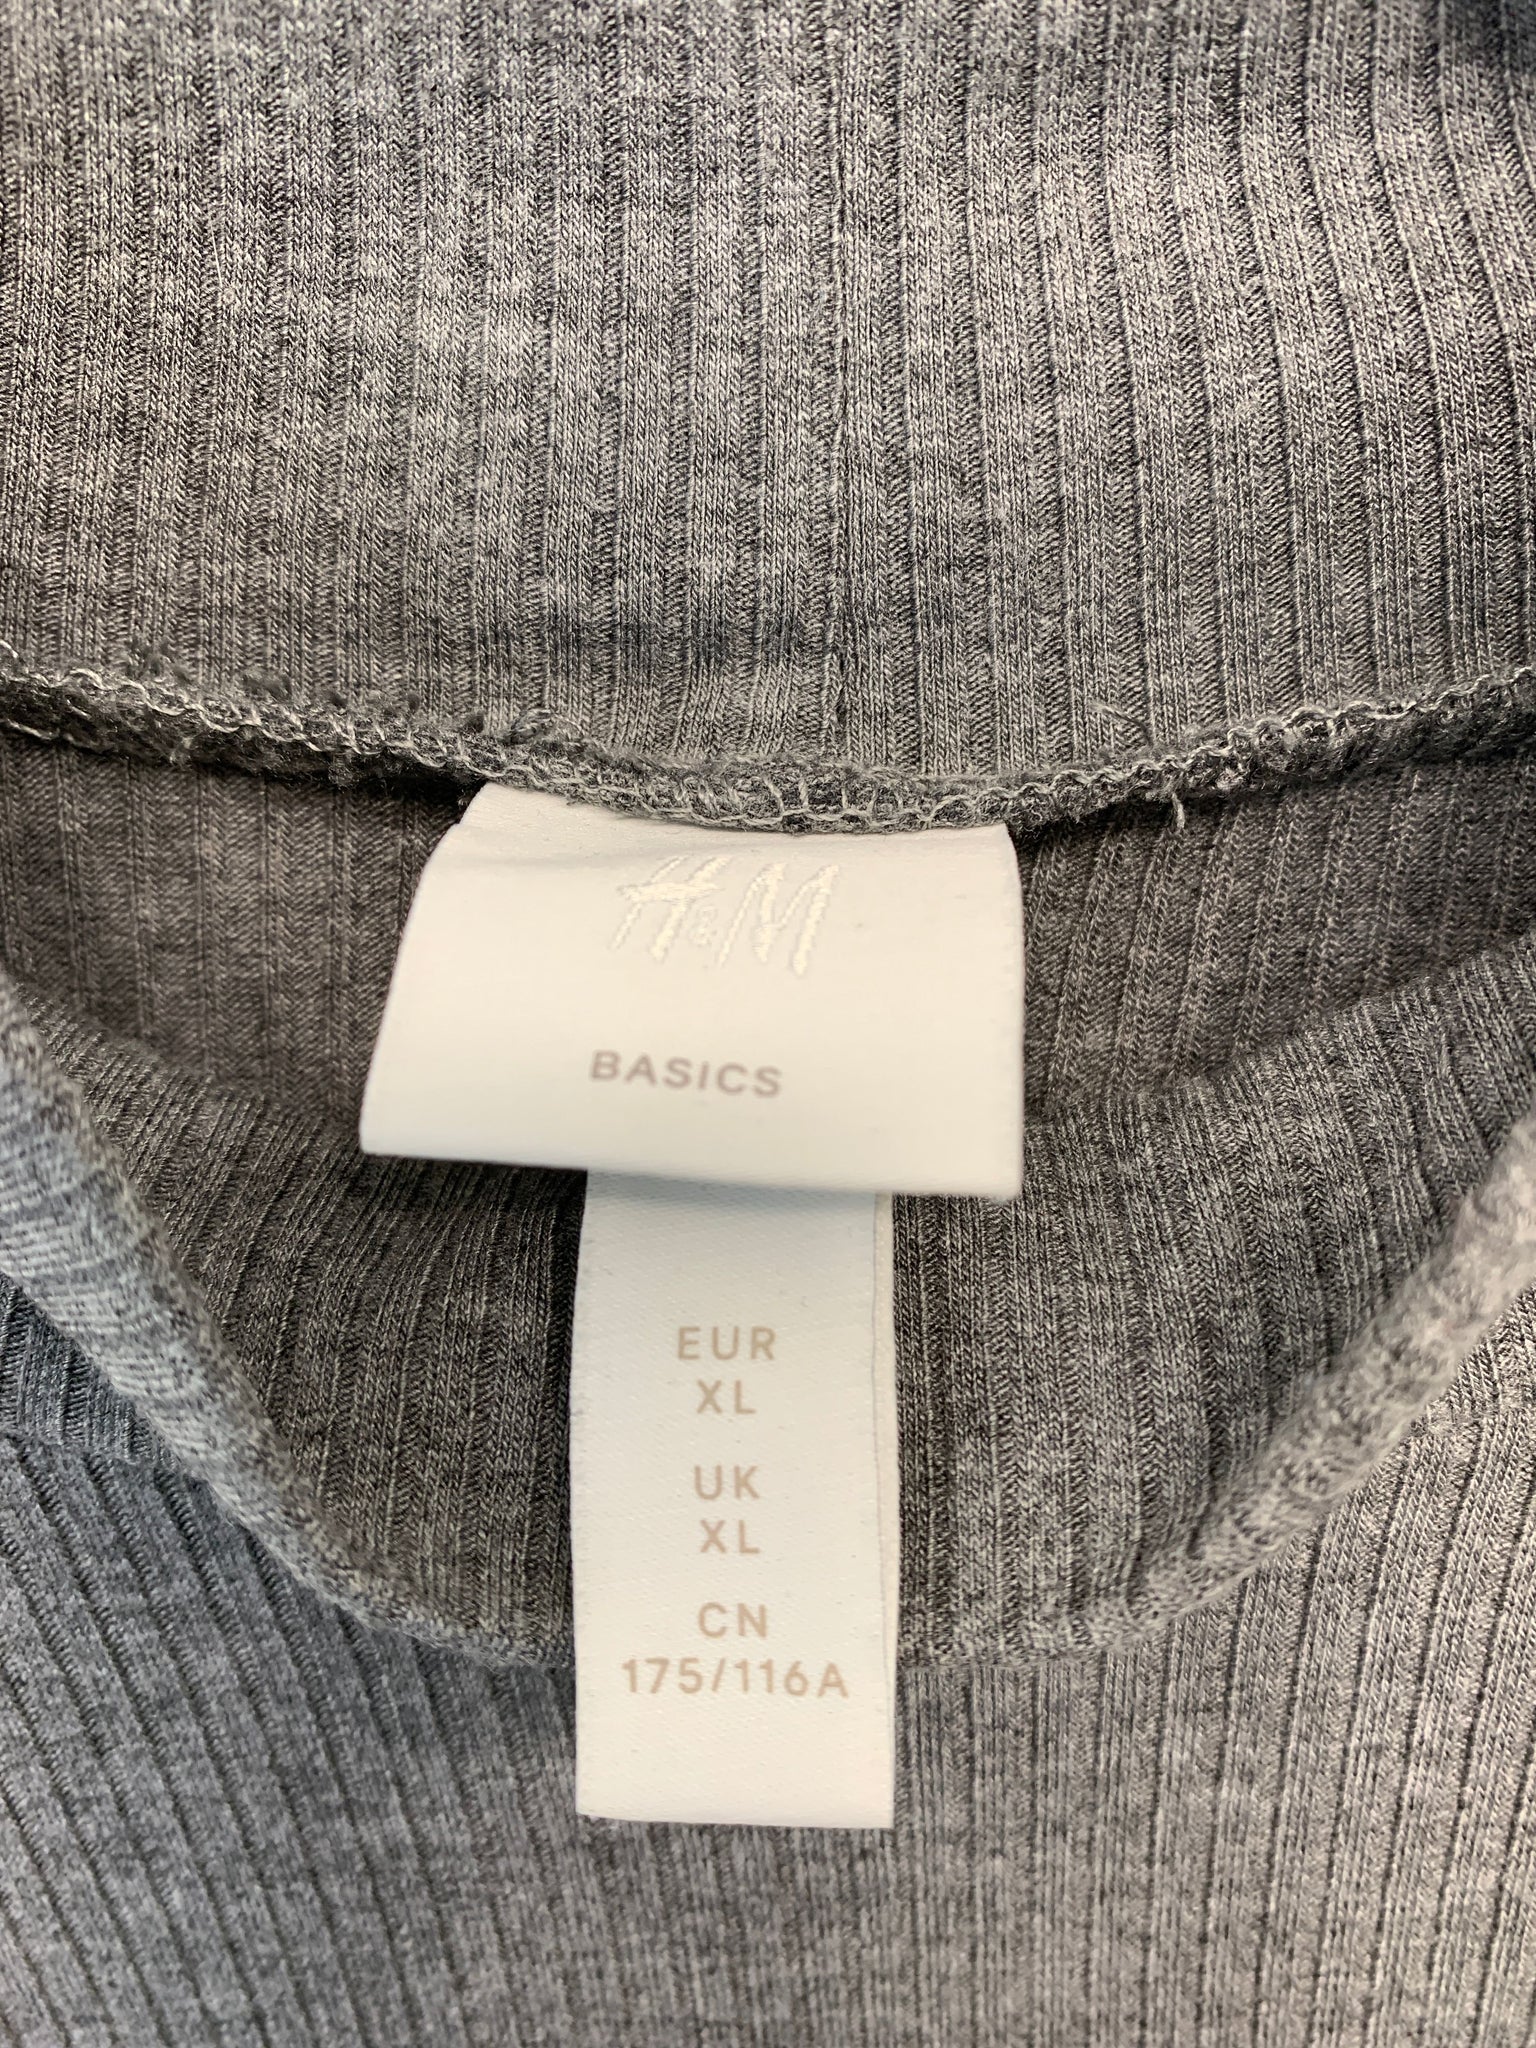 H&M
BASICS
EUR
XL
UK
XL
CN
175/116A